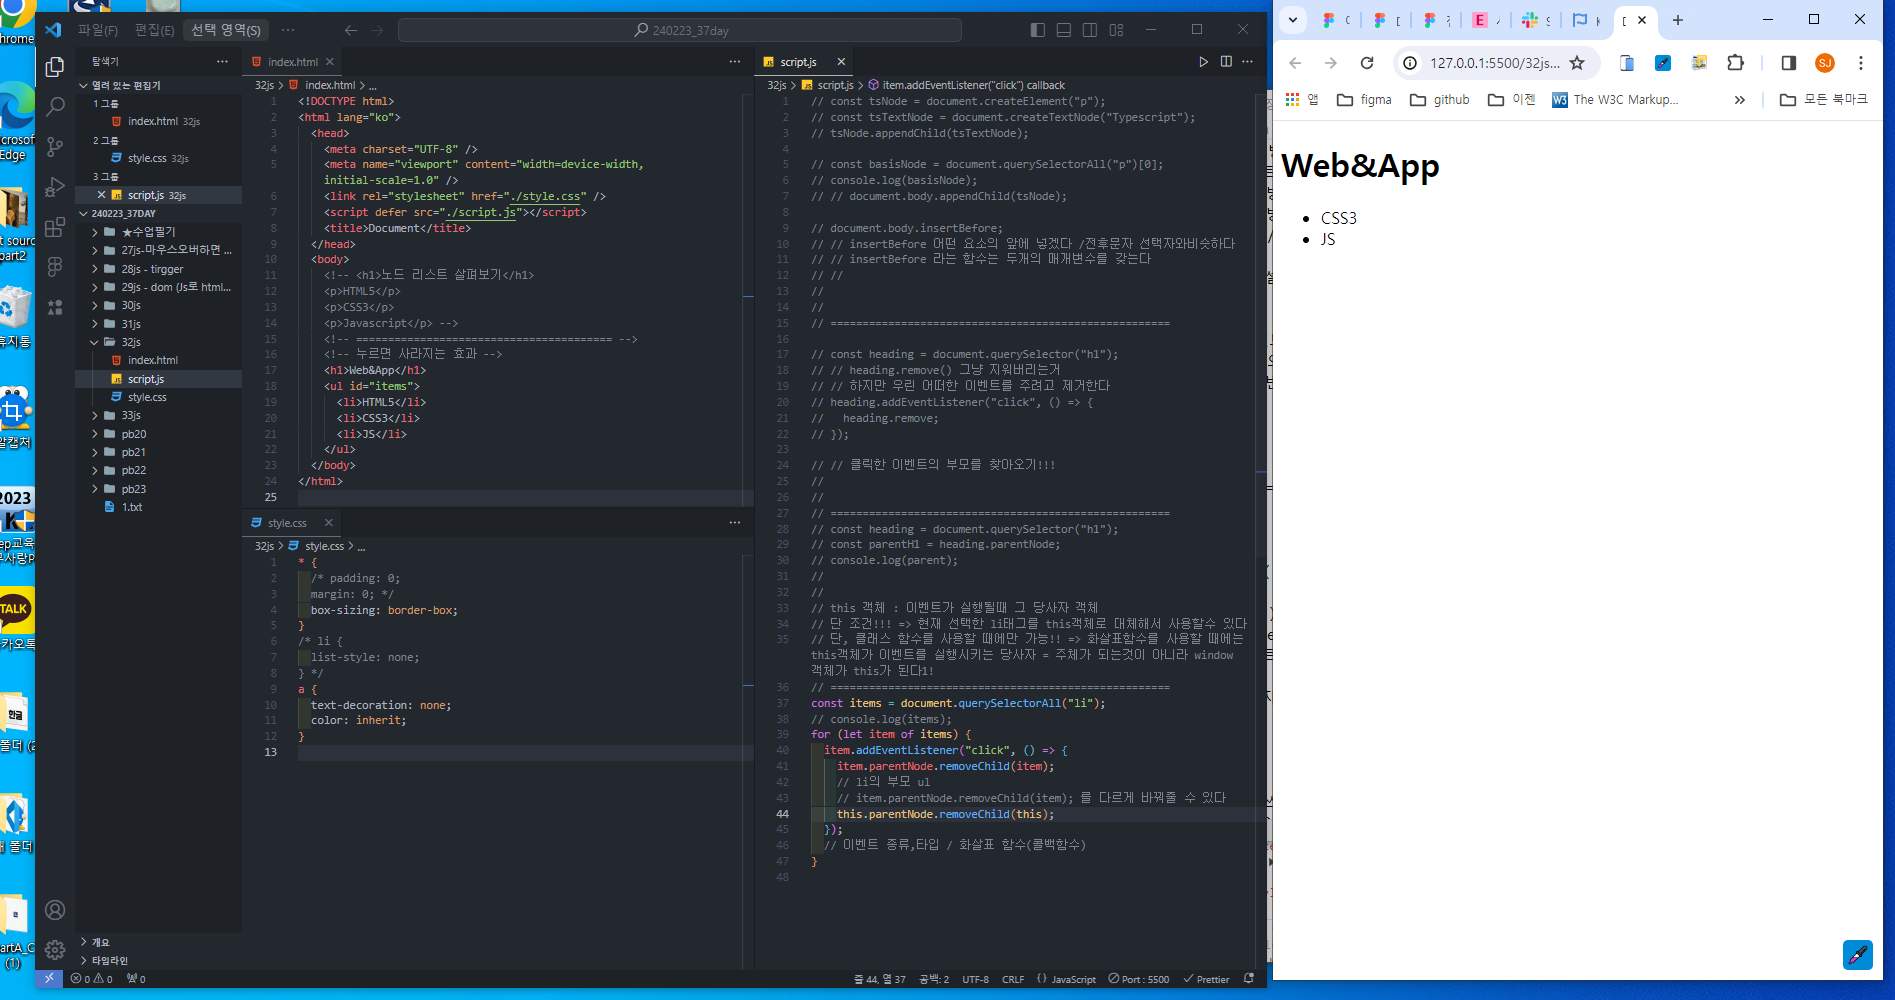 파일(F) 편집(E) 선택 영역(S) ···
240223_37day
탐색기
열려 있는 편집기
1 그룹
index.html 32js
2 그룹
style.css 32js
3 그룹
script.js 32js
240223_37DAY
★수업필기
27js-마우스오버하면 ...
28js - tirgger
29js - dom (Js로 html...
30js
31js
32js
index.html
script.js
style.css
33js
pb20
pb21
pb22
pb23
1.txt
개요
타임라인
index.html
32js > index.html > ...
1 <!DOCTYPE html>
2 <html lang="ko">
3 <head>
4 <meta charset="UTF-8" />
5 <meta name="viewport" content="width=device-width,
initial-scale=1.0" />
6 <link rel="stylesheet" href="./style.css" />
7 <script defer src="./script.js"></script>
8 <title>Document</title>
9 </head>
10 <body>
11 <!-- <h1>노드 리스트 살펴보기</h1>
12 <p>HTML5</p>
13 <p>CSS3</p>
14 <p>Javascript</p> -->
15 <!-- ======================================== -->
16 <!-- 누르면 사라지는 효과 -->
17 <h1>Web&App</h1>
18 <ul id="items">
19 <li>HTML5</li>
20 <li>CSS3</li>
21 <li>JS</li>
22 </ul>
23 </body>
24 </html>
25
style.css
32js > style.css > ...
1 * {
2 /* padding: 0;
3 margin: 0; */
4 box-sizing: border-box;
5 }
6 /* li {
7 list-style: none;
8 } */
9 a {
10 text-decoration: none;
11 color: inherit;
12 }
13
script.js
32js > script.js > item.addEventListener("click") callback
1 // const tsNode = document.createElement("p");
2 // const tsTextNode = document.createTextNode("Typescript");
3 // tsNode.appendChild(tsTextNode);
4
5 // const basisNode = document.querySelectorAll("p")[0];
6 // console.log(basisNode);
7 // // document.body.appendChild(tsNode);
8
9 // document.body.insertBefore;
10 // // insertBefore 어떤 요소의 앞에 넣겠다 /전후문자 선택자와비슷하다
11 // // insertBefore 라는 함수는 두개의 매개변수를 갖는다
12 // //
13 //
14 //
15 // =====================================================
16
17 // const heading = document.querySelector("h1");
18 // // heading.remove() 그냥 지워버리는거
19 // // 하지만 우린 어떠한 이벤트를 주려고 제거한다
20 // heading.addEventListener("click", () => {
21 // heading.remove;
22 // });
23
24 // // 클릭한 이벤트의 부모를 찾아오기!!!
25 //
26 //
27 // =====================================================
28 // const heading = document.querySelector("h1");
29 // const parentH1 = heading.parentNode;
30 // console.log(parent);
31 //
32 //
33 // this 객체 : 이벤트가 실행될때 그 당사자 객체
34 // 단 조건!!! => 현재 선택한 li태그를 this객체로 대체해서 사용할수 있다
35 // 단, 클래스 함수를 사용할 때에만 가능!! => 화살표함수를 사용할 때에는
this객체가 이벤트를 실행시키는 당사자 = 주체가 되는것이 아니라 window
객체가 this가 된다1!
36 // =====================================================
37 const items = document.querySelectorAll("li");
38 // console.log(items);
39 for (let item of items) {
40 item.addEventListener("click", () => {
41 item.parentNode.removeChild(item);
42 // li의 부모 ul
43 // item.parentNode.removeChild(item); 를 다르게 바꿔줄 수 있다
44 this.parentNode.removeChild(this);
45 });
46 // 이벤트 종류,타입 / 화살표 함수(콜백함수)
47 }
48
0 0 0
줄 44, 열 37 공백: 2 UTF-8 CRLF {} JavaScript Port : 5500 Prettier
127.0.0.1:5500/32js...
SJ
앱 figma github 이젠 The W3C Markup... » 모든 북마크
Web&App
• CSS3
• JS
hrome
icrosof
Edge
t sourc
part2
휴지통
알캡처
2023
ep교육
TALK
카오톡
한글
폴더 (2
폴더
artA_C
(1)